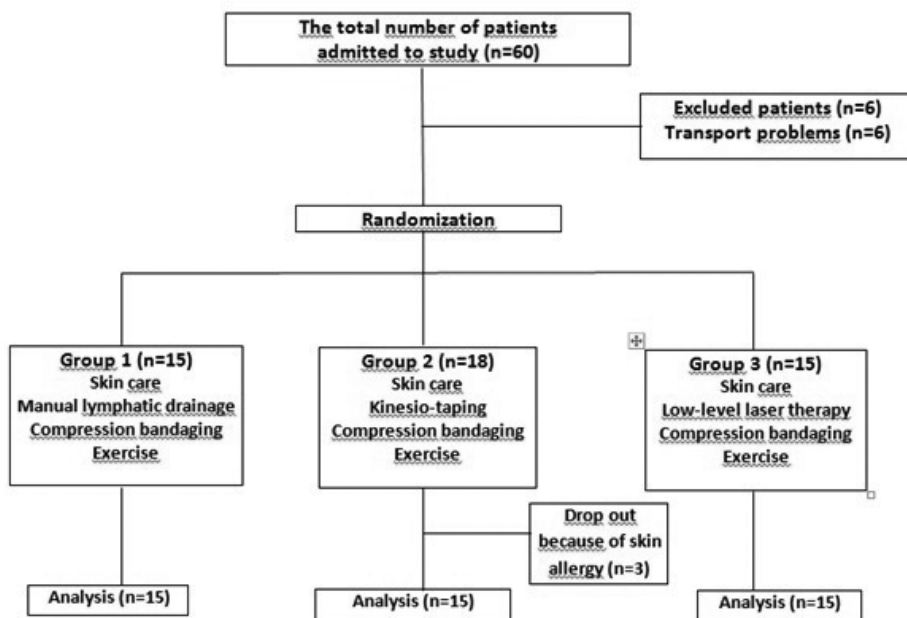 The total number of patients
admitted to study (n=60)
Excluded patients (n=6)
Transport problems (n=6)
Randomization
Group 1 (n=15)
Skin care
Manual lymphatic drainage
Compression bandaging
Exercise
Group 2 (n=18)
Skin care
Kinesio-taping
Compression bandaging
Exercise
Group 3 (n=15)
Skin care
Low-level laser therapy
Compression bandaging
Exercise
Drop out
because of skin
allergy (n=3)
Analysis (n=15)
Analysis (n=15)
Analysis (n=15)